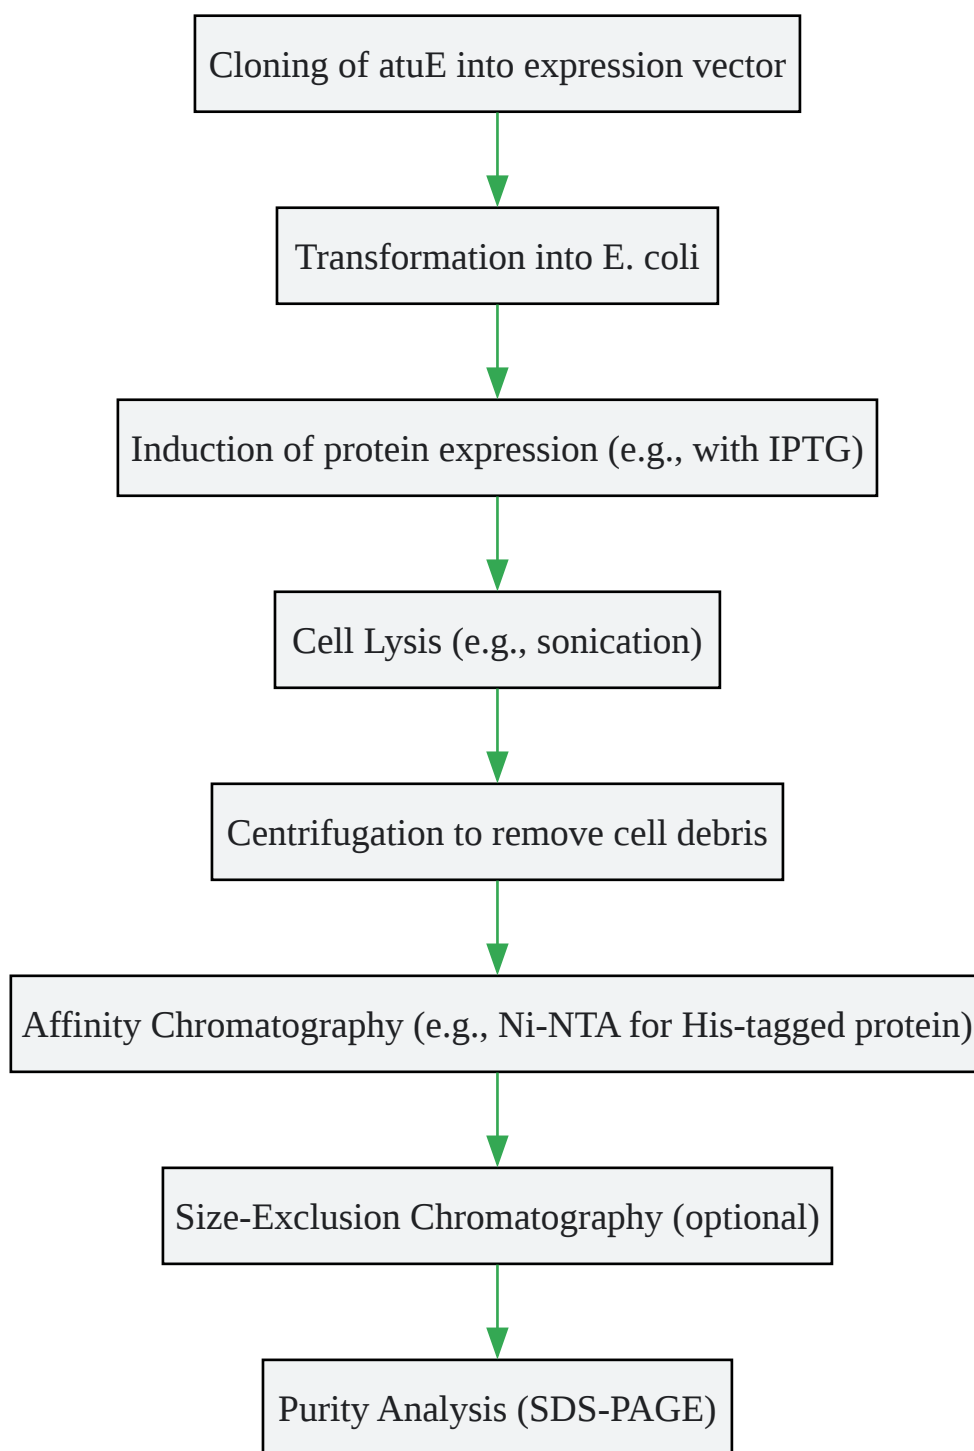 Cloning of atuE into expression vector
Transformation into E. coli
Induction of protein expression (e.g., with IPTG)
Cell Lysis (e.g., sonication)
Centrifugation to remove cell debris
Affinity Chromatography (e.g., Ni-NTA for His-tagged protein)
Size-Exclusion Chromatography (optional)
Purity Analysis (SDS-PAGE)